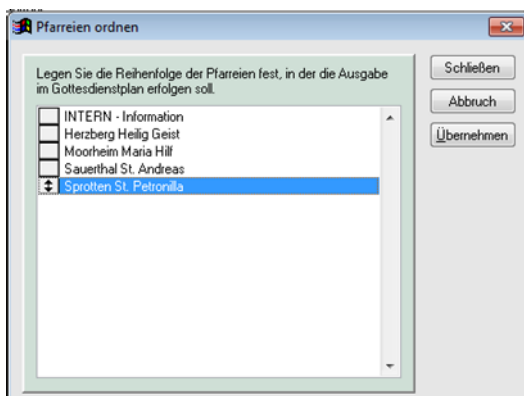 Pfarreien ordnen
Legen Sie die Reihenfolge der Pfarreien fest, in der die Ausgabe
im Gottesdienstplan erfolgen soll.
INTERN - Information
Herzberg Heilig Geist
Moorheim Maria Hilf
Sauerthal St. Andreas
Sprotten St. Petronilla
Schließen
Abbruch
Übernehmen